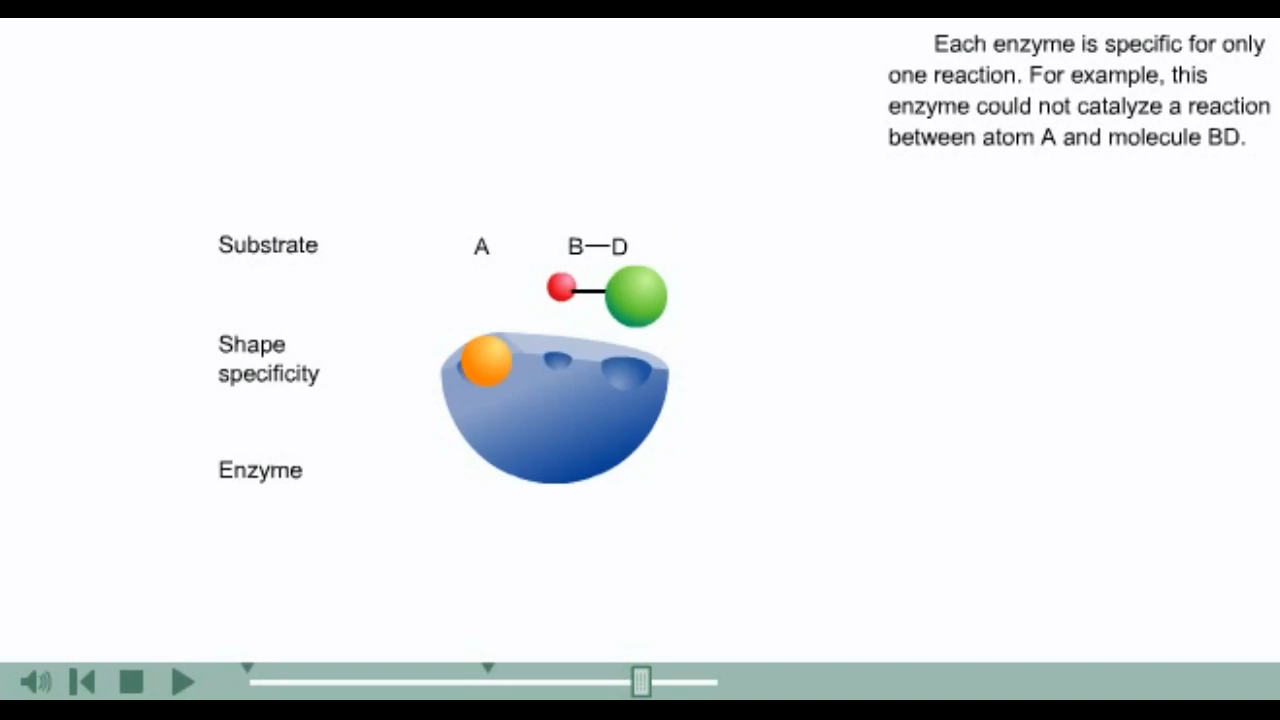 Each enzyme is specific for only
one reaction. For example, this
enzyme could not catalyze a reaction
between atom A and molecule BD.
Substrate
A
B—D
Shape
specificity
Enzyme